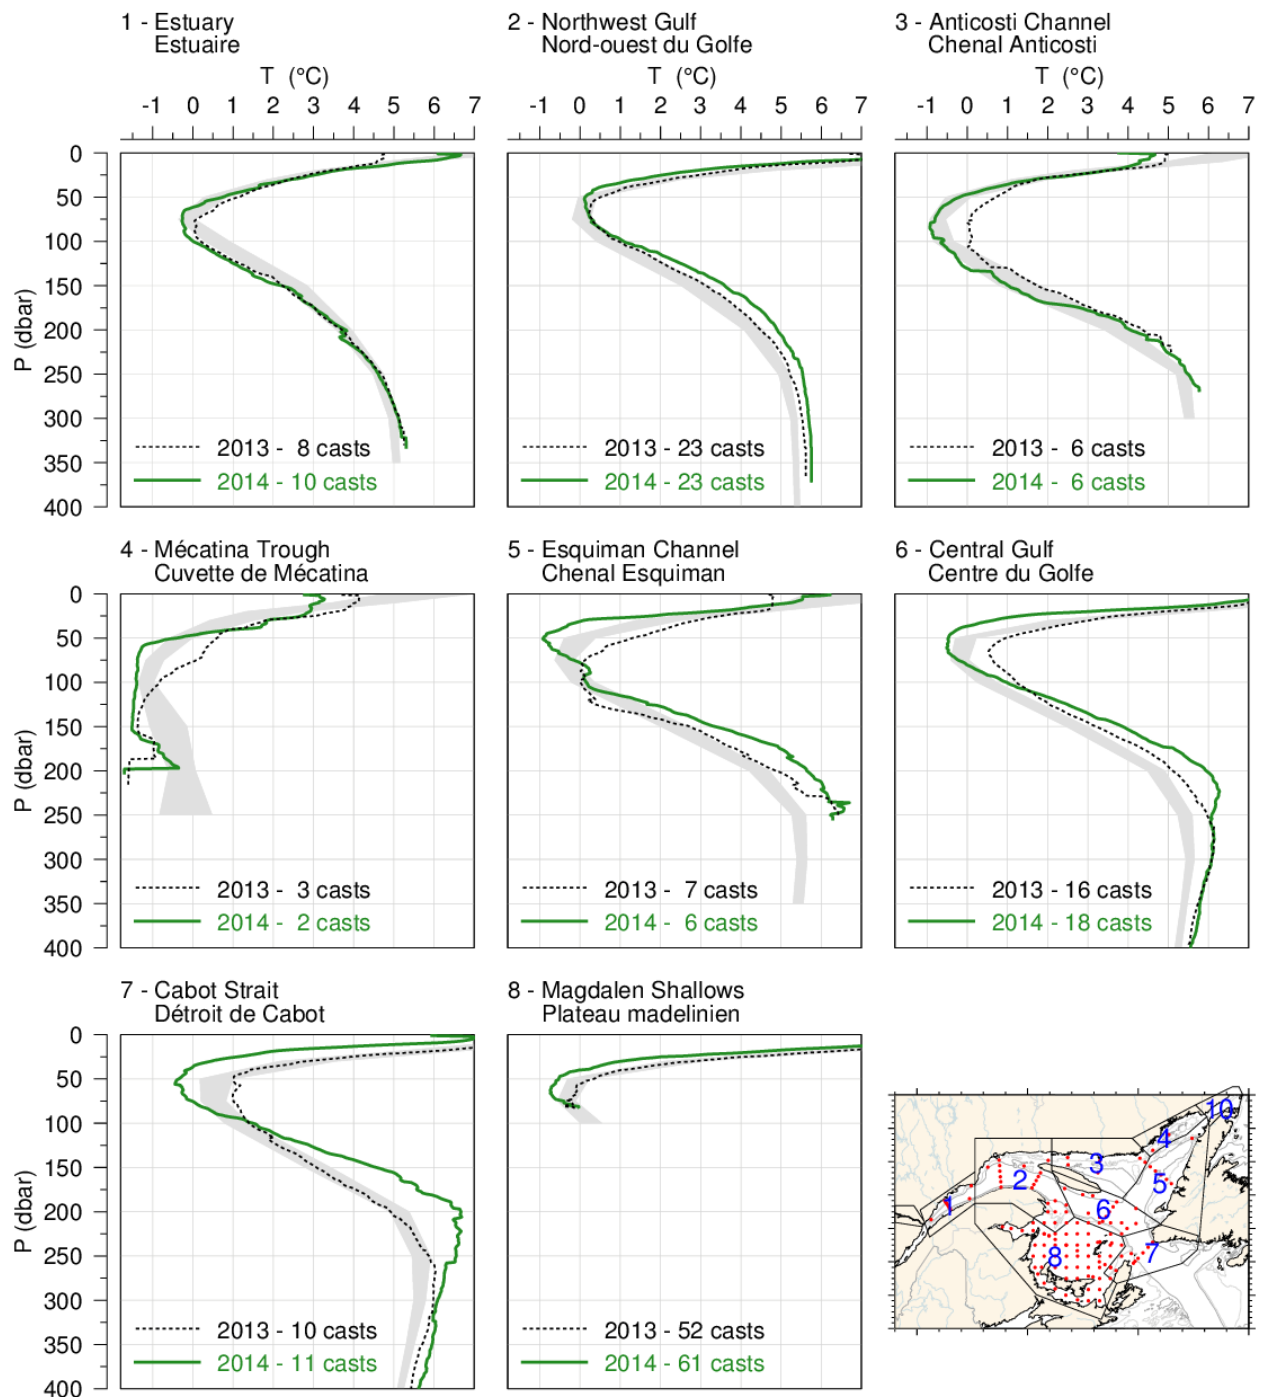 1 - Estuary
Estuaire
2 - Northwest Gulf
Nord-ouest du Golfe
3 - Anticosti Channel
Chenal Anticosti
T (°C)
T (°C)
T (°C)
-1 0 1 2 3 4 5 6 7
-1 0 1 2 3 4 5 6 7
-1 0 1 2 3 4 5 6 7
P (dbar)
0
50
100
150
200
250
300
350
400
2013 - 8 casts
2014 - 10 casts
2013 - 23 casts
2014 - 23 casts
2013 - 6 casts
2014 - 6 casts
4 - Mécatina Trough
Cuvette de Mécatina
5 - Esquiman Channel
Chenal Esquiman
6 - Central Gulf
Centre du Golfe
P (dbar)
0
50
100
150
200
250
300
350
400
2013 - 3 casts
2014 - 2 casts
2013 - 7 casts
2014 - 6 casts
2013 - 16 casts
2014 - 18 casts
7 - Cabot Strait
Détroit de Cabot
8 - Magdalen Shallows
Plateau madelinien
P (dbar)
0
50
100
150
200
250
300
350
400
2013 - 10 casts
2014 - 11 casts
2013 - 52 casts
2014 - 61 casts
10
4
3
2
5
1
6
8
7